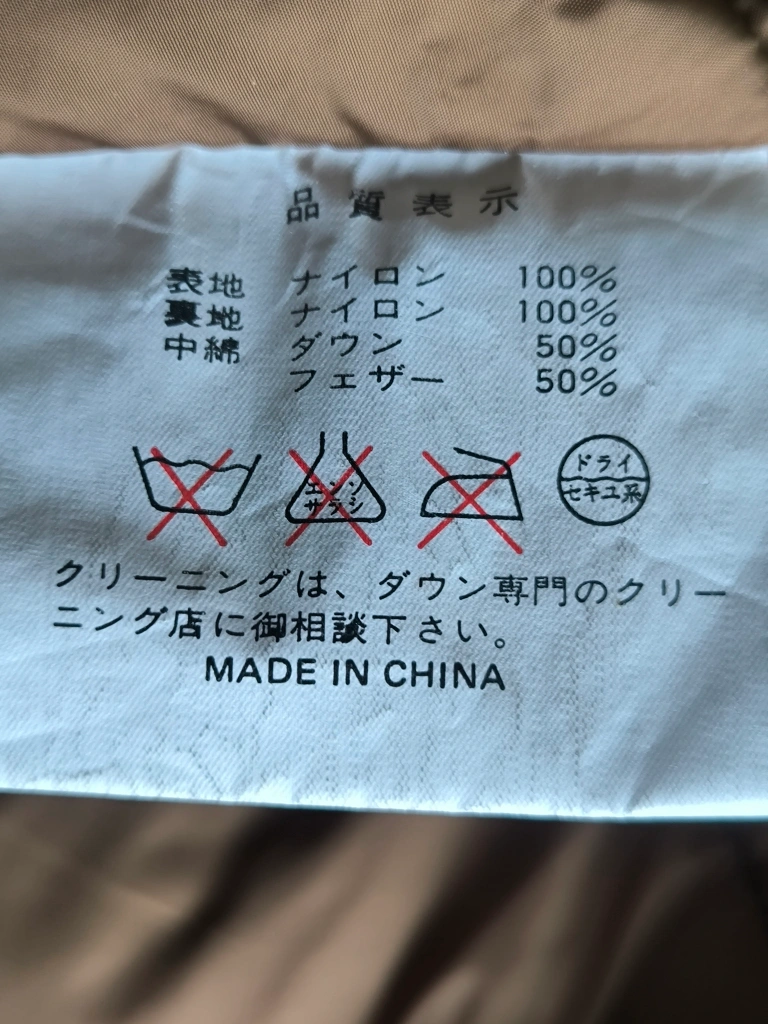 品質表示
表地 ナイロン 100%
裏地 ナイロン 100%
中綿 ダウン 50%
フェザー 50%
エンソ
サラシ
ドライ
セキユ系
クリーニングは、ダウン専門のクリー
ニング店に御相談下さい。
MADE IN CHINA